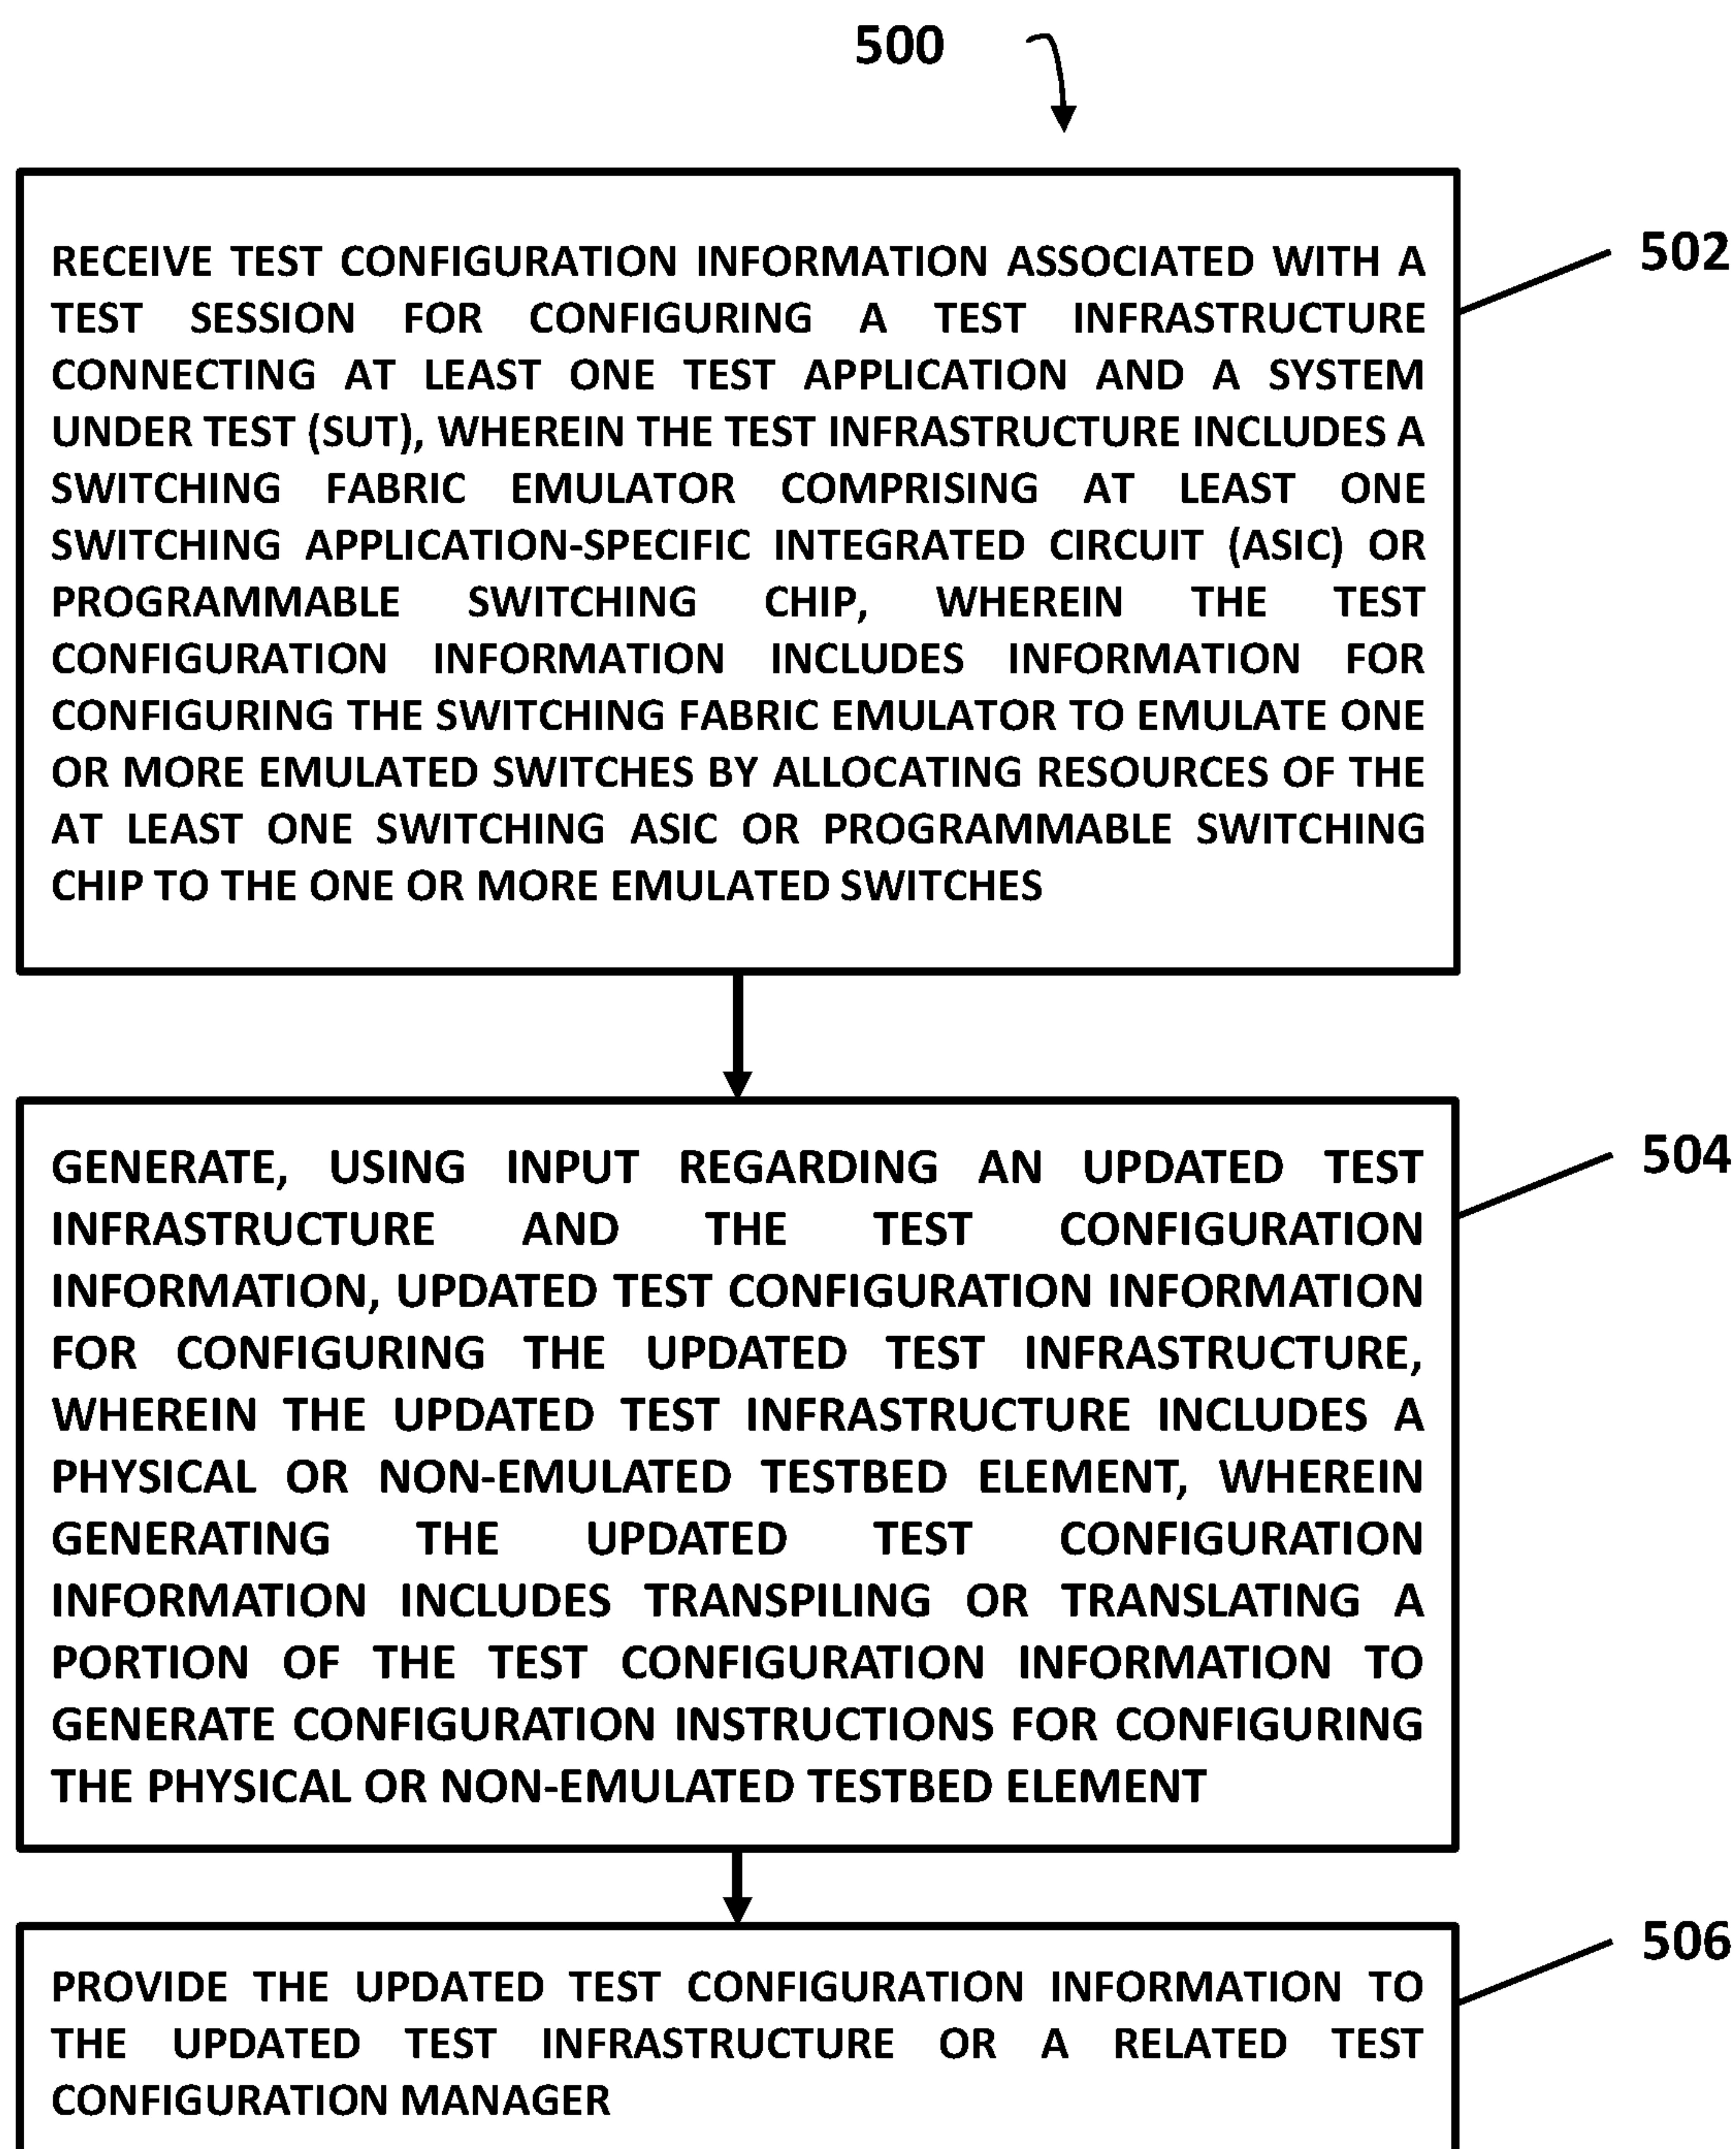 500
RECEIVE TEST CONFIGURATION INFORMATION ASSOCIATED WITH A
TEST SESSION FOR CONFIGURING A TEST INFRASTRUCTURE
CONNECTING AT LEAST ONE TEST APPLICATION AND A SYSTEM
UNDER TEST (SUT), WHEREIN THE TEST INFRASTRUCTURE INCLUDES A
SWITCHING FABRIC EMULATOR COMPRISING AT LEAST ONE
SWITCHING APPLICATION-SPECIFIC INTEGRATED CIRCUIT (ASIC) OR
PROGRAMMABLE SWITCHING CHIP, WHEREIN THE TEST
CONFIGURATION INFORMATION INCLUDES INFORMATION FOR
CONFIGURING THE SWITCHING FABRIC EMULATOR TO EMULATE ONE
OR MORE EMULATED SWITCHES BY ALLOCATING RESOURCES OF THE
AT LEAST ONE SWITCHING ASIC OR PROGRAMMABLE SWITCHING
CHIP TO THE ONE OR MORE EMULATED SWITCHES
502
GENERATE, USING INPUT REGARDING AN UPDATED TEST
INFRASTRUCTURE AND THE TEST CONFIGURATION
INFORMATION, UPDATED TEST CONFIGURATION INFORMATION
FOR CONFIGURING THE UPDATED TEST INFRASTRUCTURE,
WHEREIN THE UPDATED TEST INFRASTRUCTURE INCLUDES A
PHYSICAL OR NON-EMULATED TESTBED ELEMENT, WHEREIN
GENERATING THE UPDATED TEST CONFIGURATION
INFORMATION INCLUDES TRANSPILING OR TRANSLATING A
PORTION OF THE TEST CONFIGURATION INFORMATION TO
GENERATE CONFIGURATION INSTRUCTIONS FOR CONFIGURING
THE PHYSICAL OR NON-EMULATED TESTBED ELEMENT
504
PROVIDE THE UPDATED TEST CONFIGURATION INFORMATION TO
THE UPDATED TEST INFRASTRUCTURE OR A RELATED TEST
CONFIGURATION MANAGER
506